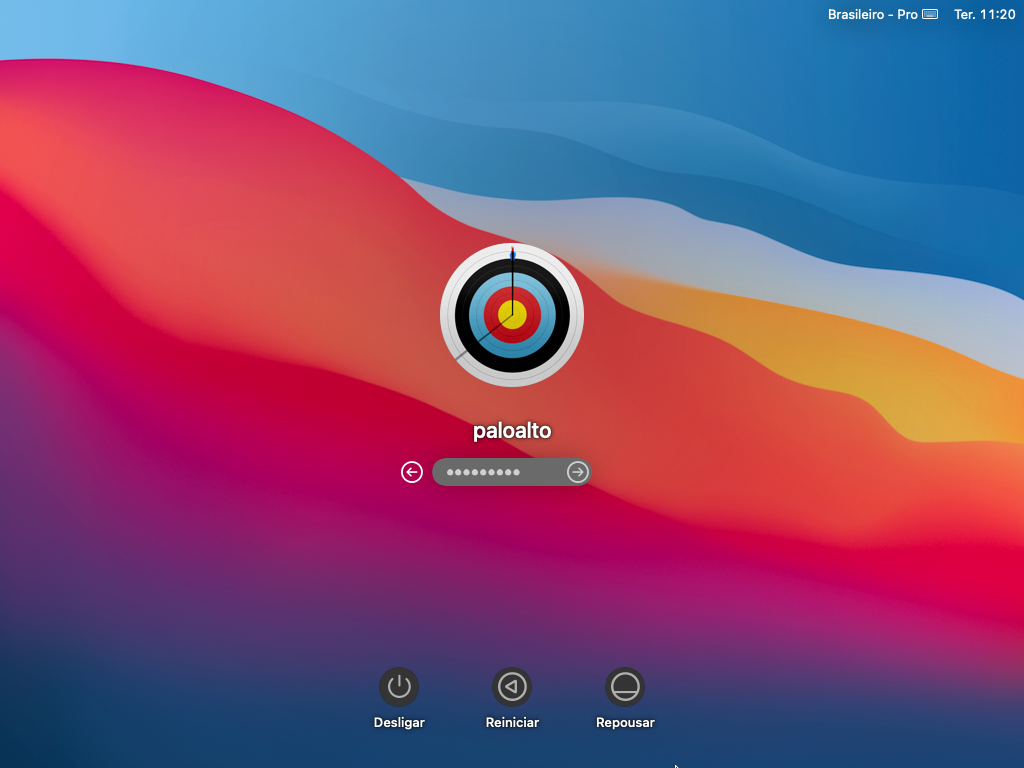 Brasileiro - Pro Ter. 11:20
paloalto
Desligar Reiniciar Repousar